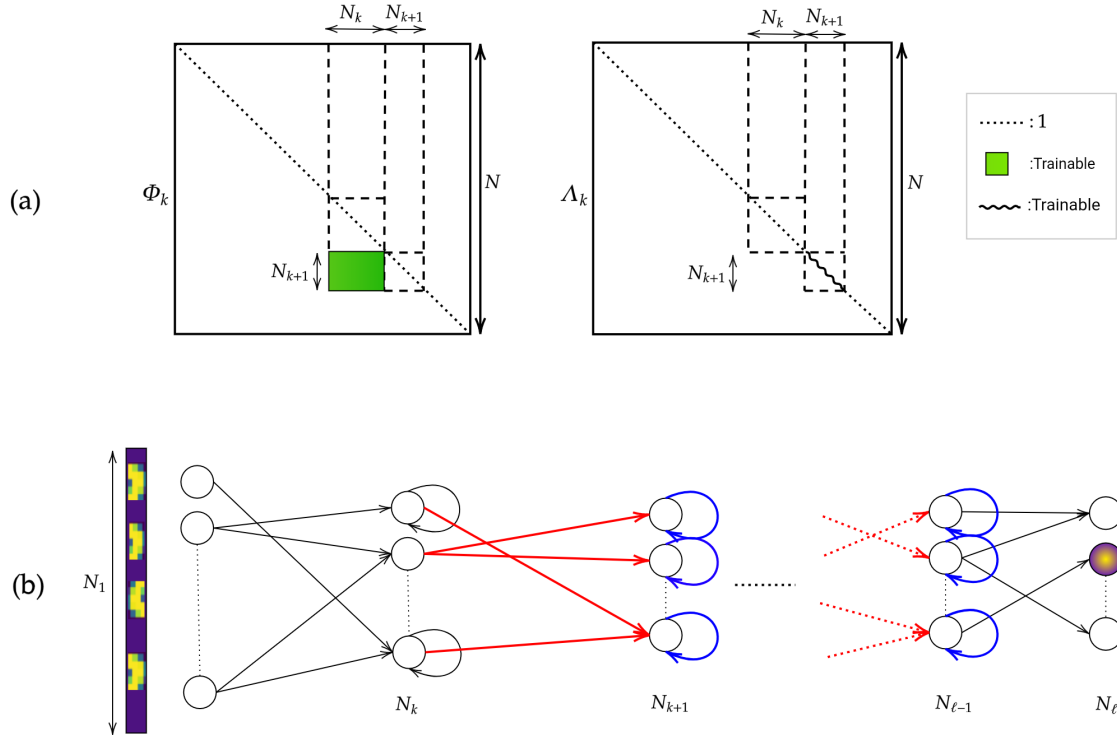 N_k N_{k+1}
N_k N_{k+1}
: 1
:Trainable
:Trainable
(a)
Φ_k
N
N_{k+1}
Λ_k
N
N_{k+1}
(b)
N_1
N_k
N_{k+1}
N_{ℓ−1}
N_ℓ